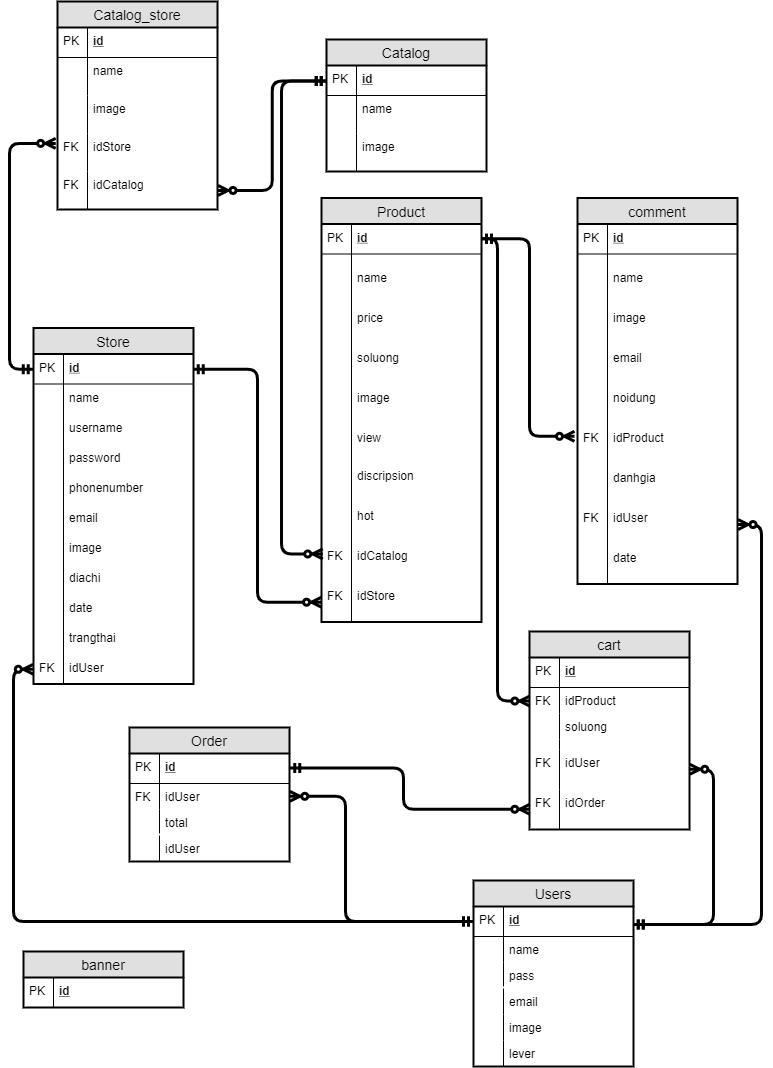 Catalog_store
PK id
name
image
FK idStore
FK idCatalog
Catalog
PK id
name
image
Product
PK id
name
price
soluong
image
view
discripsion
hot
FK idCatalog
FK idStore
comment
PK id
name
image
email
noidung
FK idProduct
danhgia
FK idUser
date
Store
PK id
name
username
password
phonenumber
email
image
diachi
date
trangthai
FK idUser
cart
PK id
FK idProduct
soluong
FK idUser
FK idOrder
Order
PK id
FK idUser
total
idUser
Users
PK id
name
pass
email
image
lever
banner
PK id